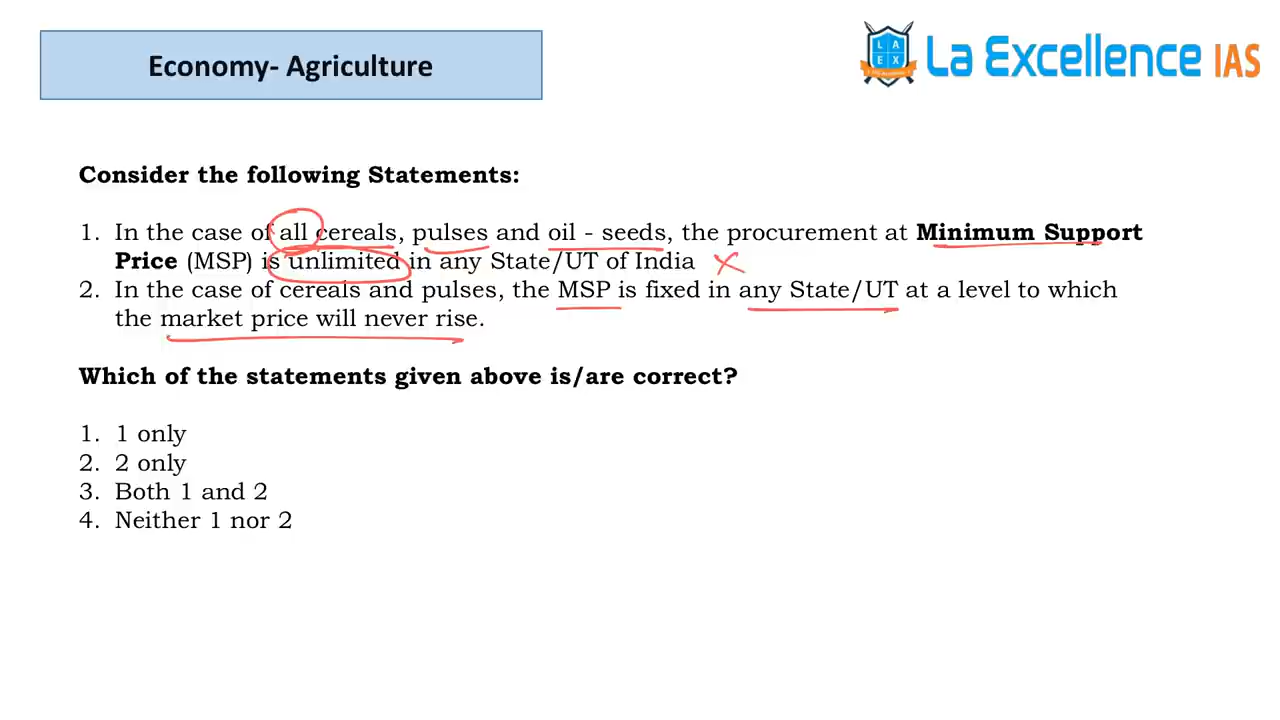 Economy- Agriculture
LA
EX
La Excellence IAS
Consider the following Statements:
1. In the case of all cereals, pulses and oil - seeds, the procurement at Minimum Support
Price (MSP) is unlimited in any State/UT of India
2. In the case of cereals and pulses, the MSP is fixed in any State/UT at a level to which
the market price will never rise.
Which of the statements given above is/are correct?
1. 1 only
2. 2 only
3. Both 1 and 2
4. Neither 1 nor 2